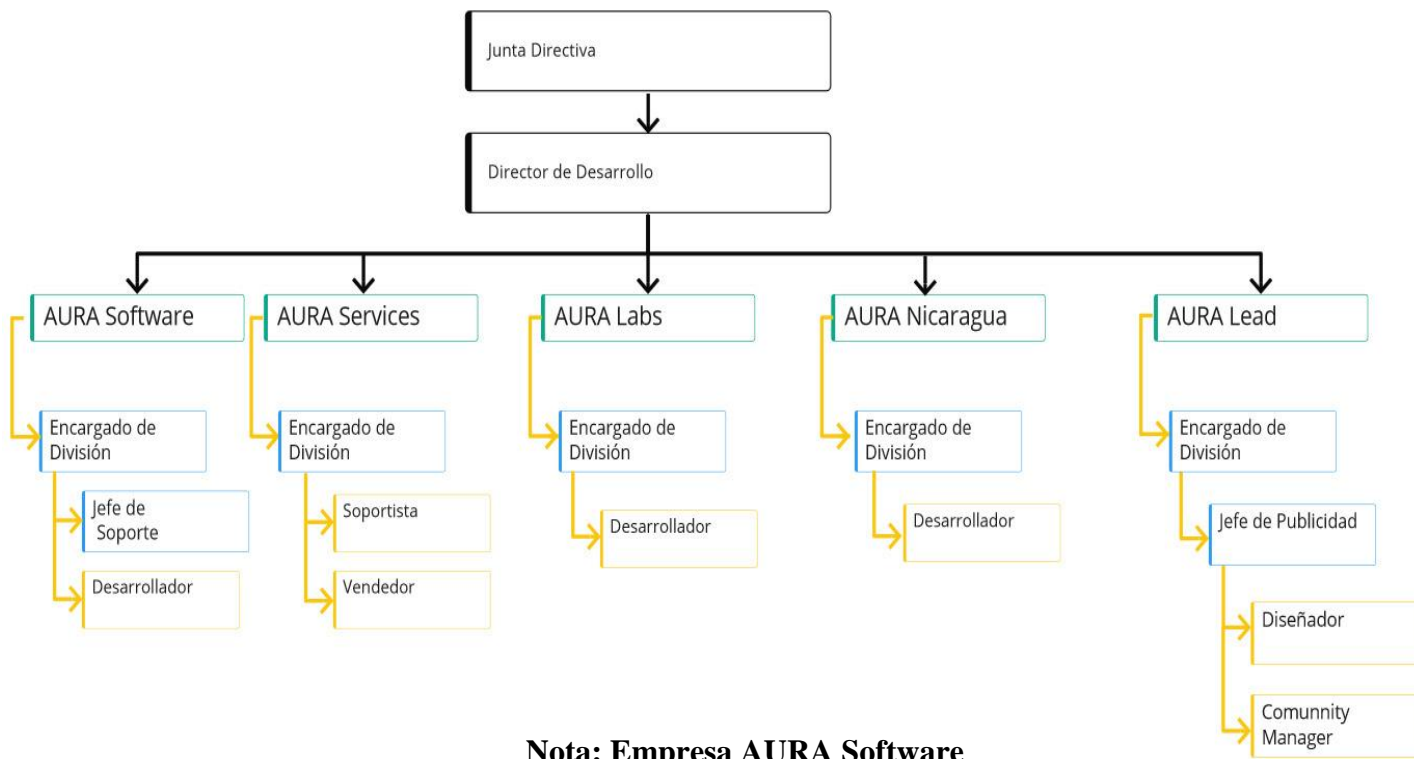 Junta Directiva
Director de Desarrollo
AURA Software
AURA Services
AURA Labs
AURA Nicaragua
AURA Lead
Encargado de
División
Encargado de
División
Encargado de
División
Encargado de
División
Encargado de
División
Jefe de
Soporte
Soportista
Desarrollador
Desarrollador
Jefe de Publicidad
Desarrollador
Vendedor
Diseñador
Comunnity
Manager
Nota: Empresa AURA Software